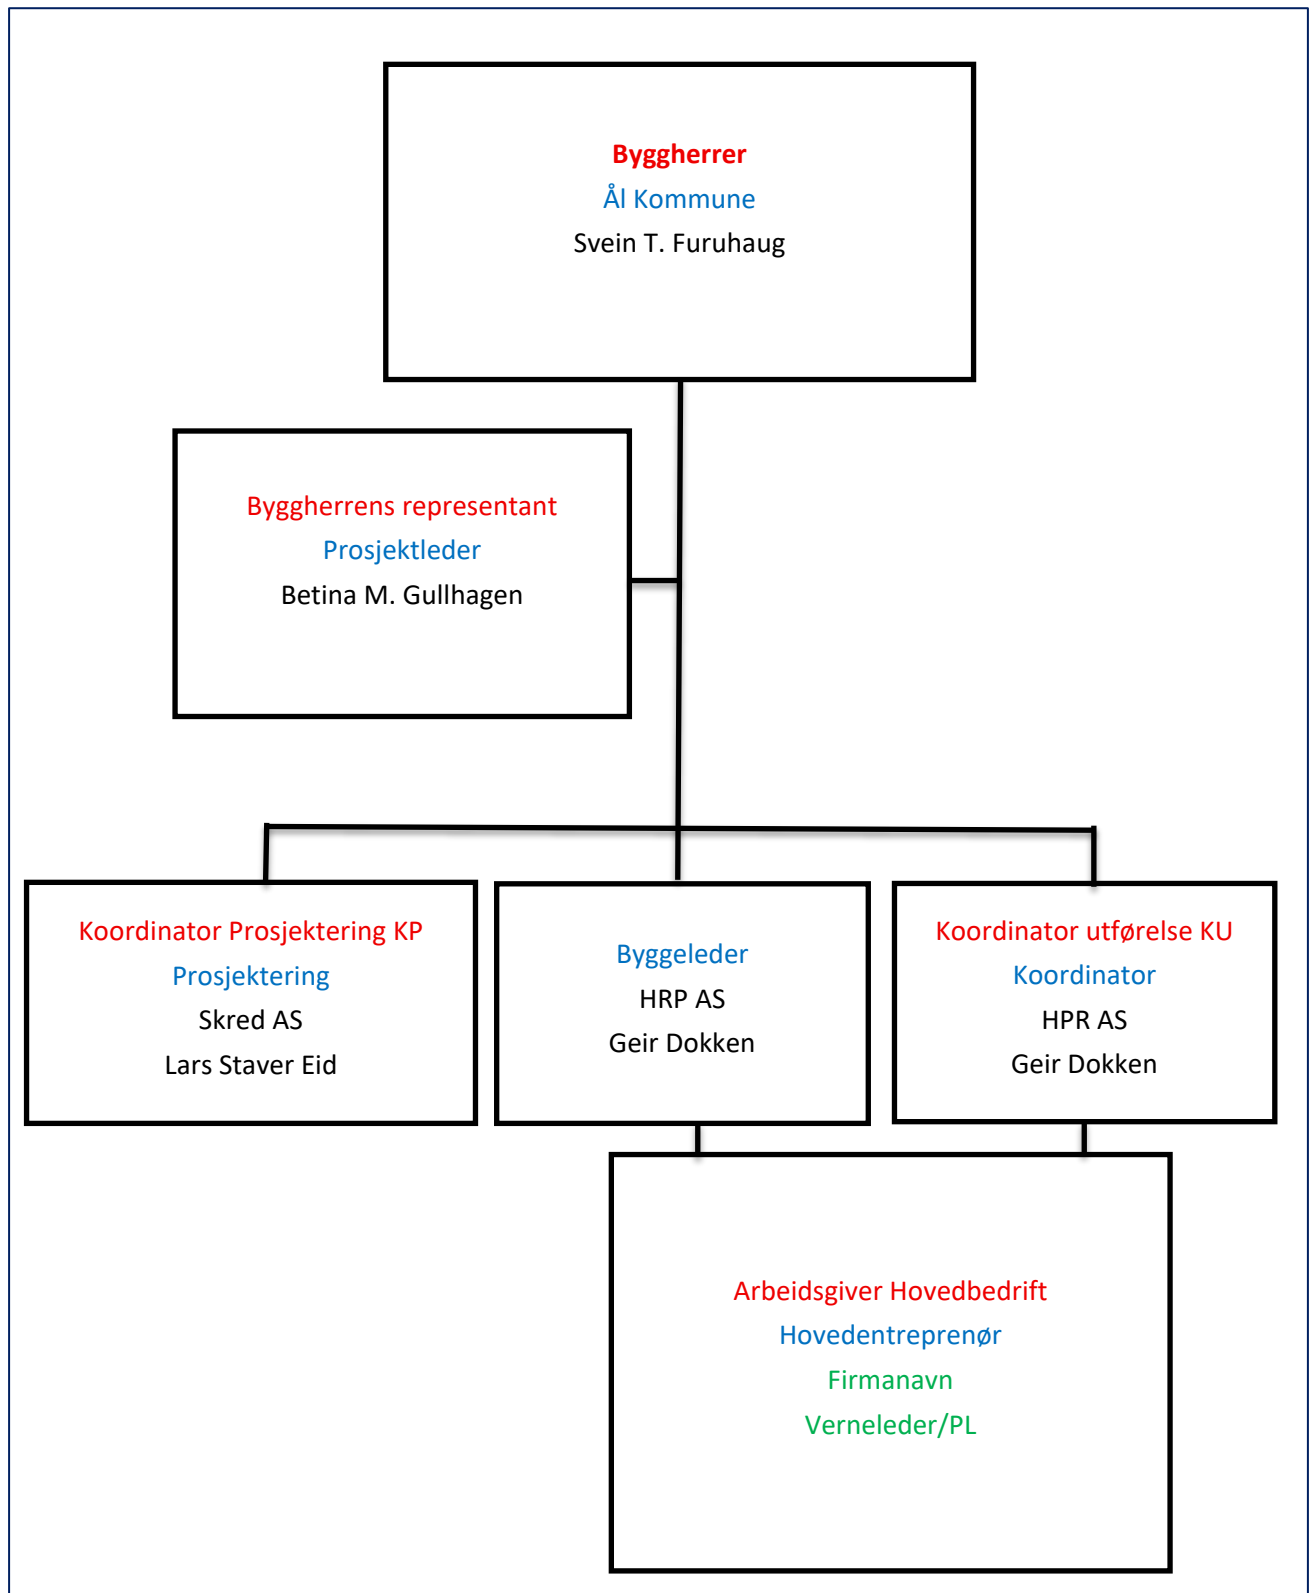 Byggherrer
Ål Kommune
Svein T. Furuhaug
Byggherrens representant
Prosjektleder
Betina M. Gullhagen
Koordinator Prosjektering KP
Prosjektering
Skred AS
Lars Staver Eid
Byggeleder
HRP AS
Geir Dokken
Koordinator utførelse KU
Koordinator
HPR AS
Geir Dokken
Arbeidsgiver Hovedbedrift
Hovedentreprenør
Firmanavn
Verneleder/PL